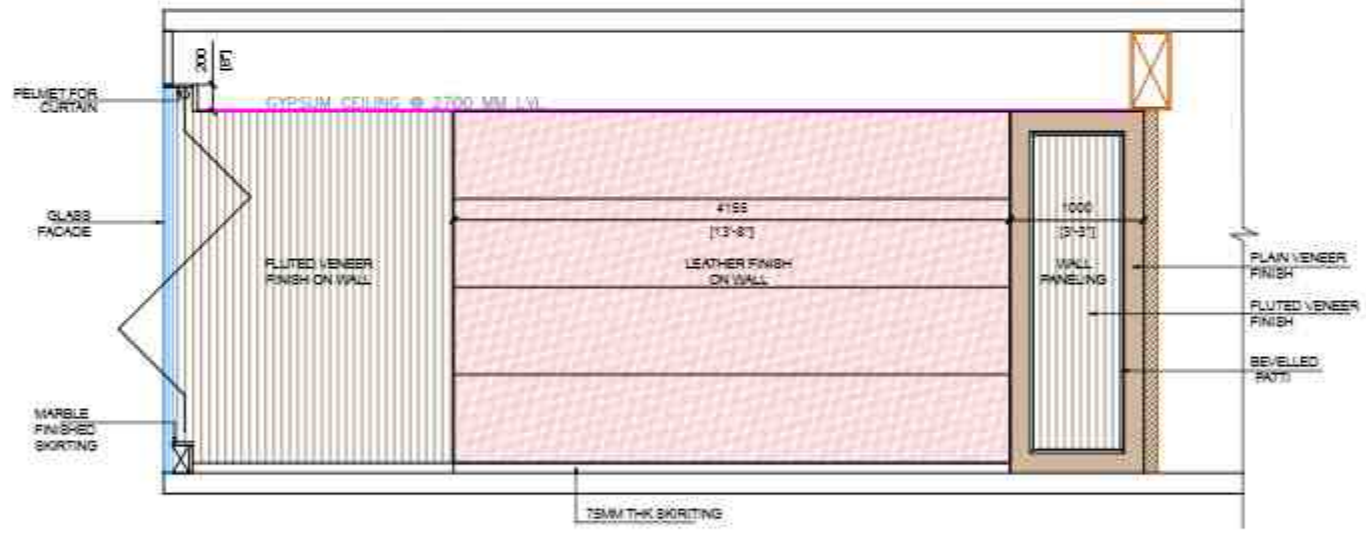 200
[8"]
PELMET FOR
CURTAIN
GYPSUM CEILING @ 2700 MM LVL
GLASS
FACADE
4155
[13'-8"]
1000
[3'-3"]
FLUTED VENEER
FINISH ON WALL
LEATHER FINISH
ON WALL
WALL
PANELING
PLAIN VENEER
FINISH
FLUTED VENEER
FINISH
BEVELLED
PATTI
MARBLE
FINISHED
SKIRTING
75MM THK SKIRITING